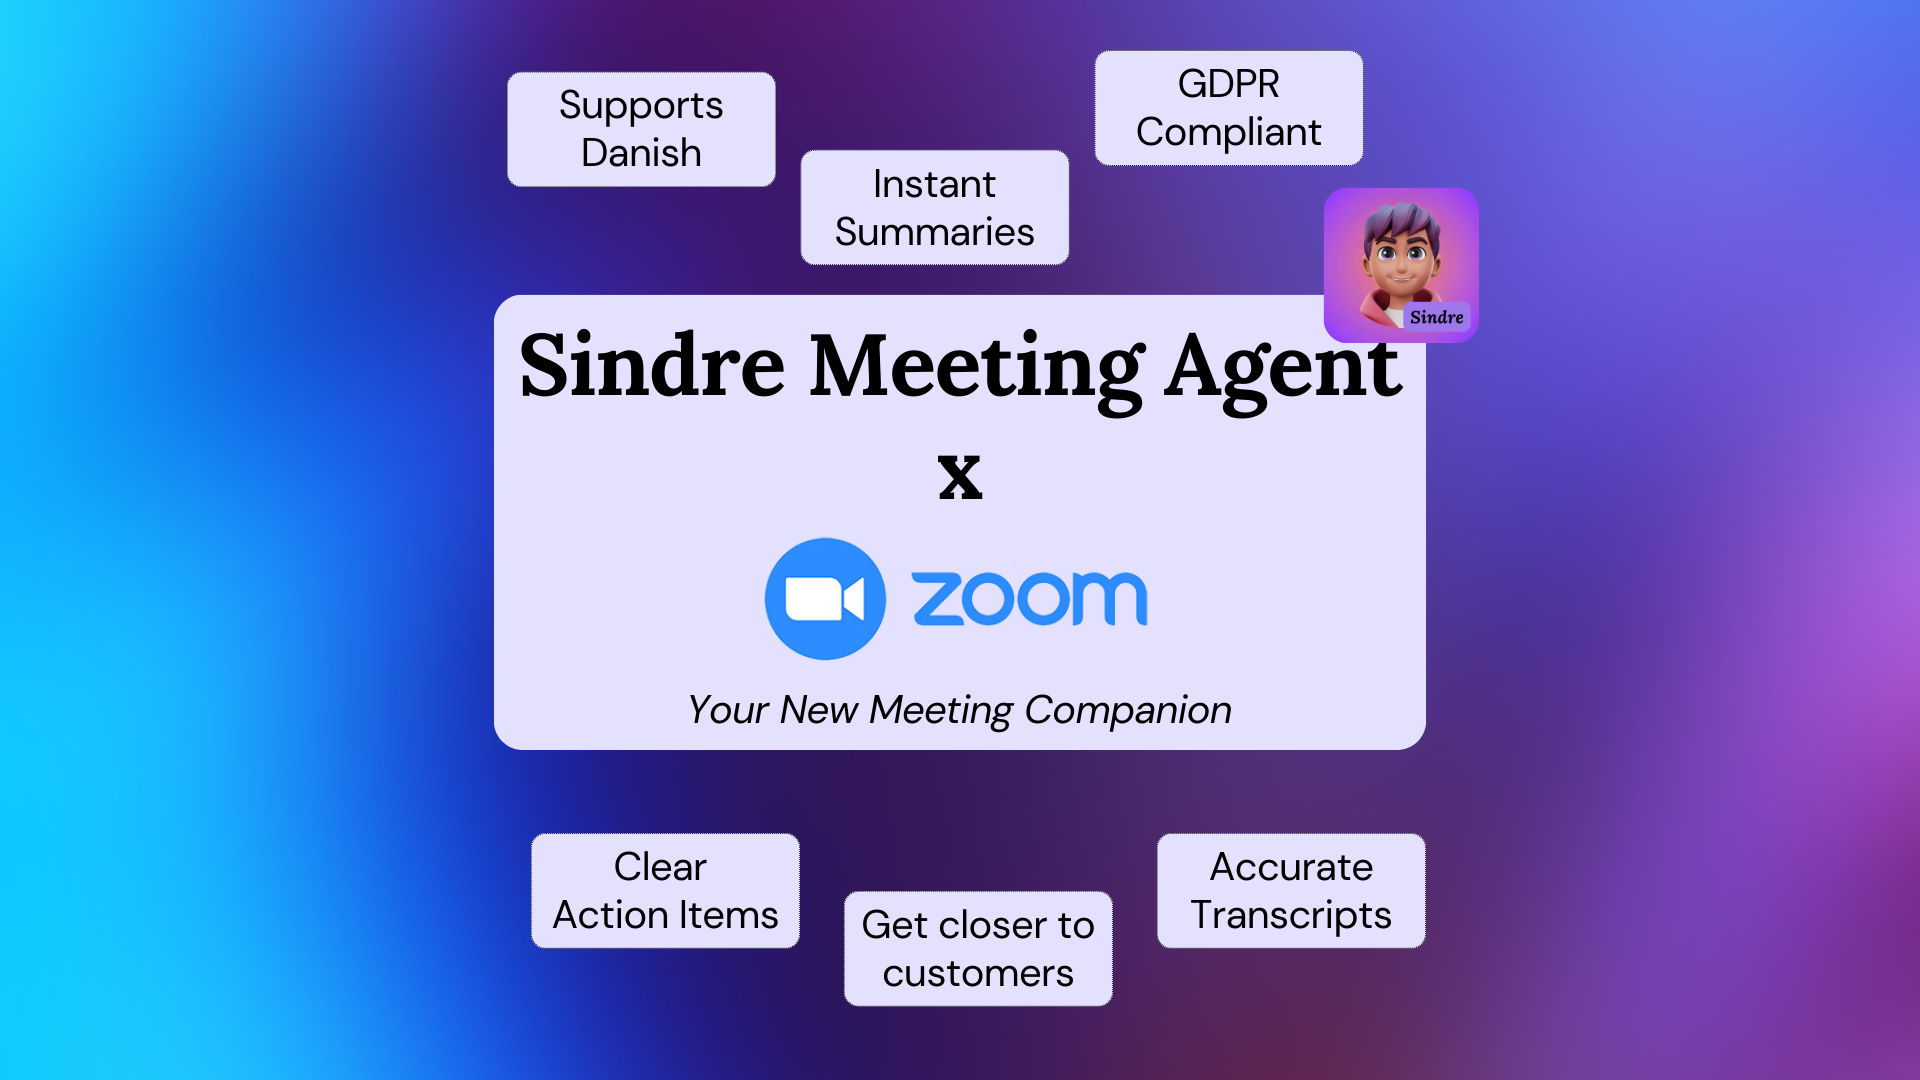 Supports
Danish
GDPR
Compliant
Instant
Summaries
Sindre
Sindre Meeting Agent
x
zoom
Your New Meeting Companion
Clear
Action Items
Get closer to
customers
Accurate
Transcripts